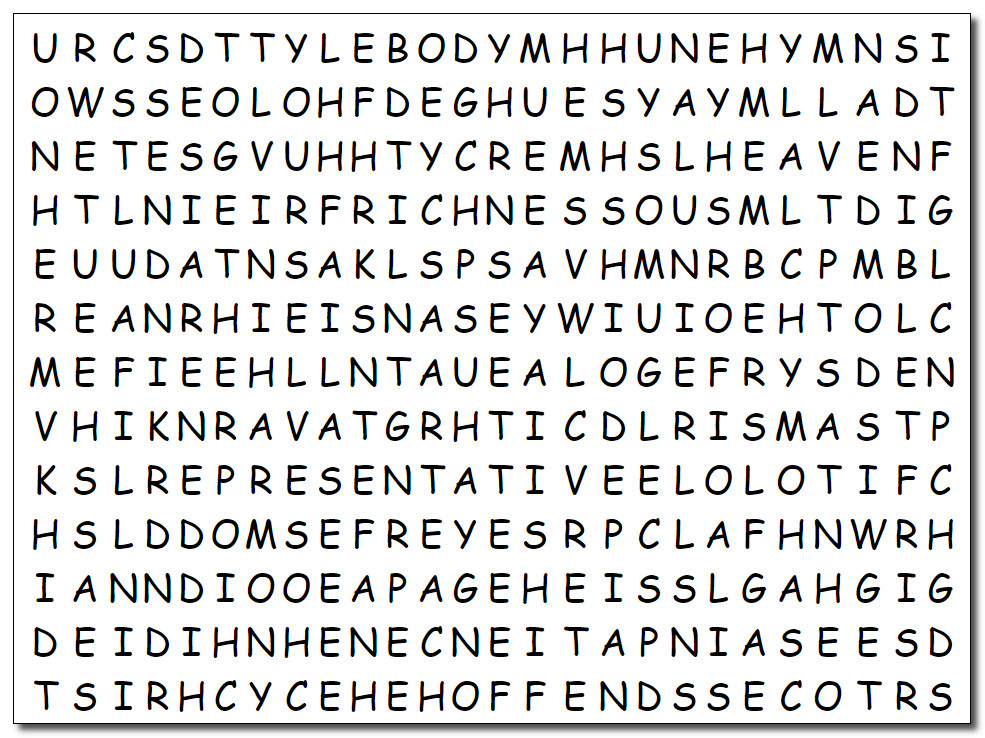 U R C S D T T Y L E B O D Y M H H U N E H Y M N S I
O W S S E O L O H F D E G H U E S Y A Y M L L A D T
N E T E S G V U H H T Y C R E M H S L H E A V E N F
H T L N I E I R F R I C H N E S S O U S M L T D I G
E U U D A T N S A K L S P S A V H M N R B C P M B L
R E A N R H I E I S N A S E Y W I U I O E H T O L C
M E F I E E H L L N T A U E A L O G E F R Y S D E N
V H I K N R A V A T G R H T I C D L R I S M A S T P
K S L R E P R E S E N T A T I V E E L O L O T I F C
H S L D D O M S E F R E Y E S R P C L A F H N W R H
I A N N D I O O E A P A G E H E I S S L G A H G I G
D E I D I H N H E N E C N E I T A P N I A S E E S D
T S I R H C Y C E H E H O F F E N D S S E C O T R S